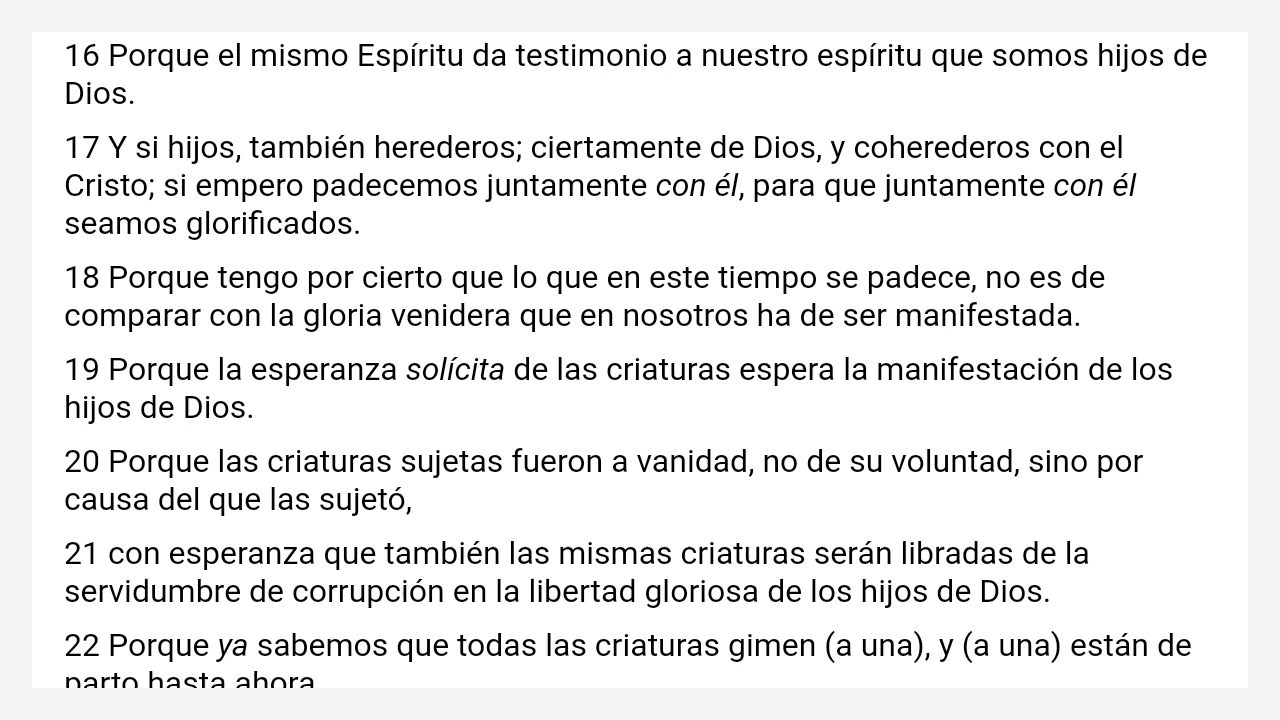 16 Porque el mismo Espíritu da testimonio a nuestro espíritu que somos hijos de
Dios.
17 Y si hijos, también herederos; ciertamente de Dios, y coherederos con el
Cristo; si empero padecemos juntamente con él, para que juntamente con él
seamos glorificados.
18 Porque tengo por cierto que lo que en este tiempo se padece, no es de
comparar con la gloria venidera que en nosotros ha de ser manifestada.
19 Porque la esperanza solícita de las criaturas espera la manifestación de los
hijos de Dios.
20 Porque las criaturas sujetas fueron a vanidad, no de su voluntad, sino por
causa del que las sujetó,
21 con esperanza que también las mismas criaturas serán libradas de la
servidumbre de corrupción en la libertad gloriosa de los hijos de Dios.
22 Porque ya sabemos que todas las criaturas gimen (a una), y (a una) están de
parto hasta ahora